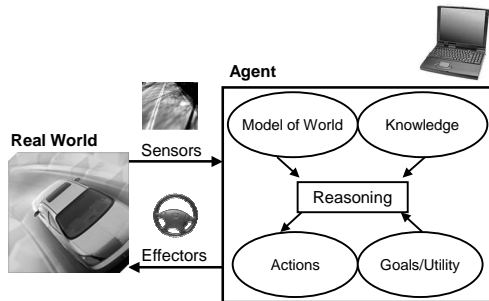 Agent
Model of World
Knowledge
Real World
Sensors
Reasoning
Effectors
Actions
Goals/Utility